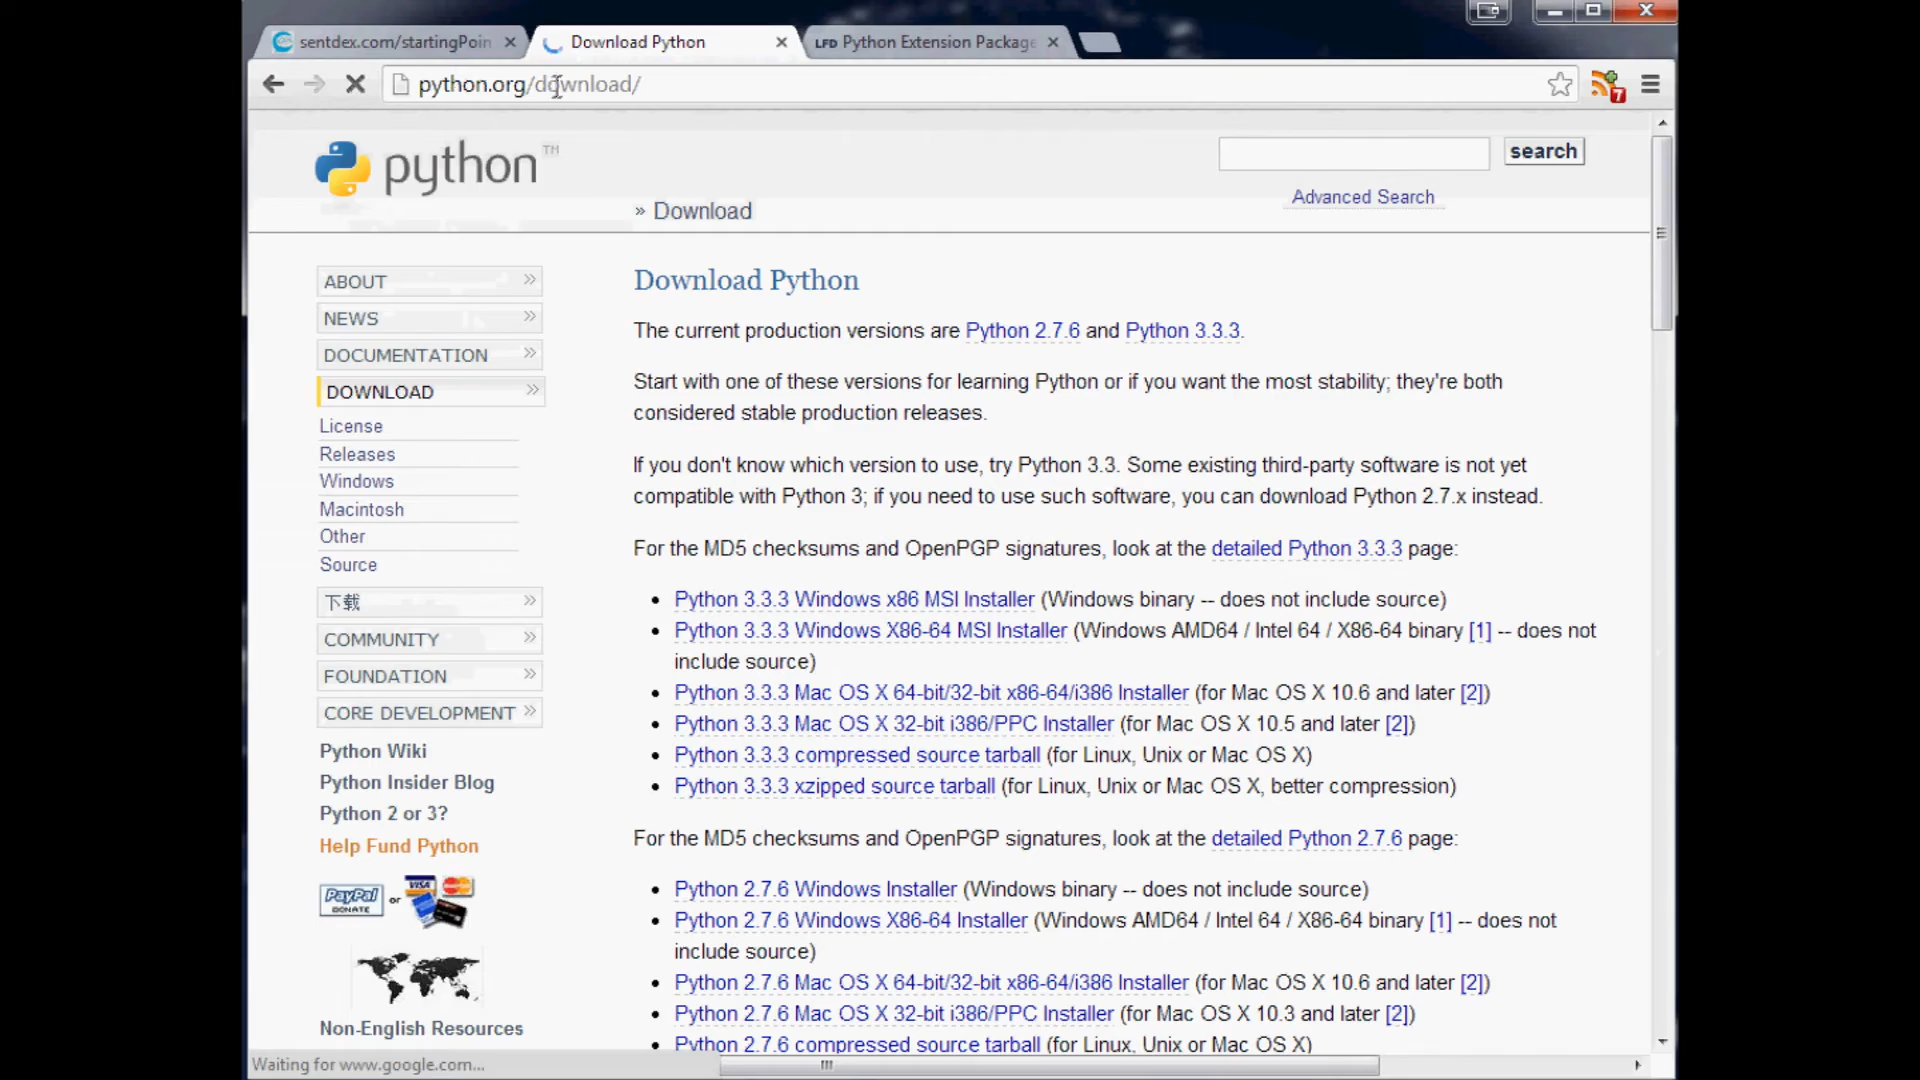 sentdex.com/startingPoin
Download Python
LFD Python Extension Package
python.org/download/
7
python™
search
Advanced Search
» Download
ABOUT »
NEWS »
DOCUMENTATION »
DOWNLOAD »
License
Releases
Windows
Macintosh
Other
Source
下载 »
COMMUNITY »
FOUNDATION »
CORE DEVELOPMENT »
Python Wiki
Python Insider Blog
Python 2 or 3?
Help Fund Python
PayPal DONATE or VISA
Non-English Resources
Download Python
The current production versions are Python 2.7.6 and Python 3.3.3.
Start with one of these versions for learning Python or if you want the most stability; they're both
considered stable production releases.
If you don't know which version to use, try Python 3.3. Some existing third-party software is not yet
compatible with Python 3; if you need to use such software, you can download Python 2.7.x instead.
For the MD5 checksums and OpenPGP signatures, look at the detailed Python 3.3.3 page:
• Python 3.3.3 Windows x86 MSI Installer (Windows binary -- does not include source)
• Python 3.3.3 Windows X86-64 MSI Installer (Windows AMD64 / Intel 64 / X86-64 binary [1] -- does not
include source)
• Python 3.3.3 Mac OS X 64-bit/32-bit x86-64/i386 Installer (for Mac OS X 10.6 and later [2])
• Python 3.3.3 Mac OS X 32-bit i386/PPC Installer (for Mac OS X 10.5 and later [2])
• Python 3.3.3 compressed source tarball (for Linux, Unix or Mac OS X)
• Python 3.3.3 xzipped source tarball (for Linux, Unix or Mac OS X, better compression)
For the MD5 checksums and OpenPGP signatures, look at the detailed Python 2.7.6 page:
• Python 2.7.6 Windows Installer (Windows binary -- does not include source)
• Python 2.7.6 Windows X86-64 Installer (Windows AMD64 / Intel 64 / X86-64 binary [1] -- does not
include source)
• Python 2.7.6 Mac OS X 64-bit/32-bit x86-64/i386 Installer (for Mac OS X 10.6 and later [2])
• Python 2.7.6 Mac OS X 32-bit i386/PPC Installer (for Mac OS X 10.3 and later [2])
• Python 2.7.6 compressed source tarball (for Linux, Unix or Mac OS X)
Waiting for www.google.com...